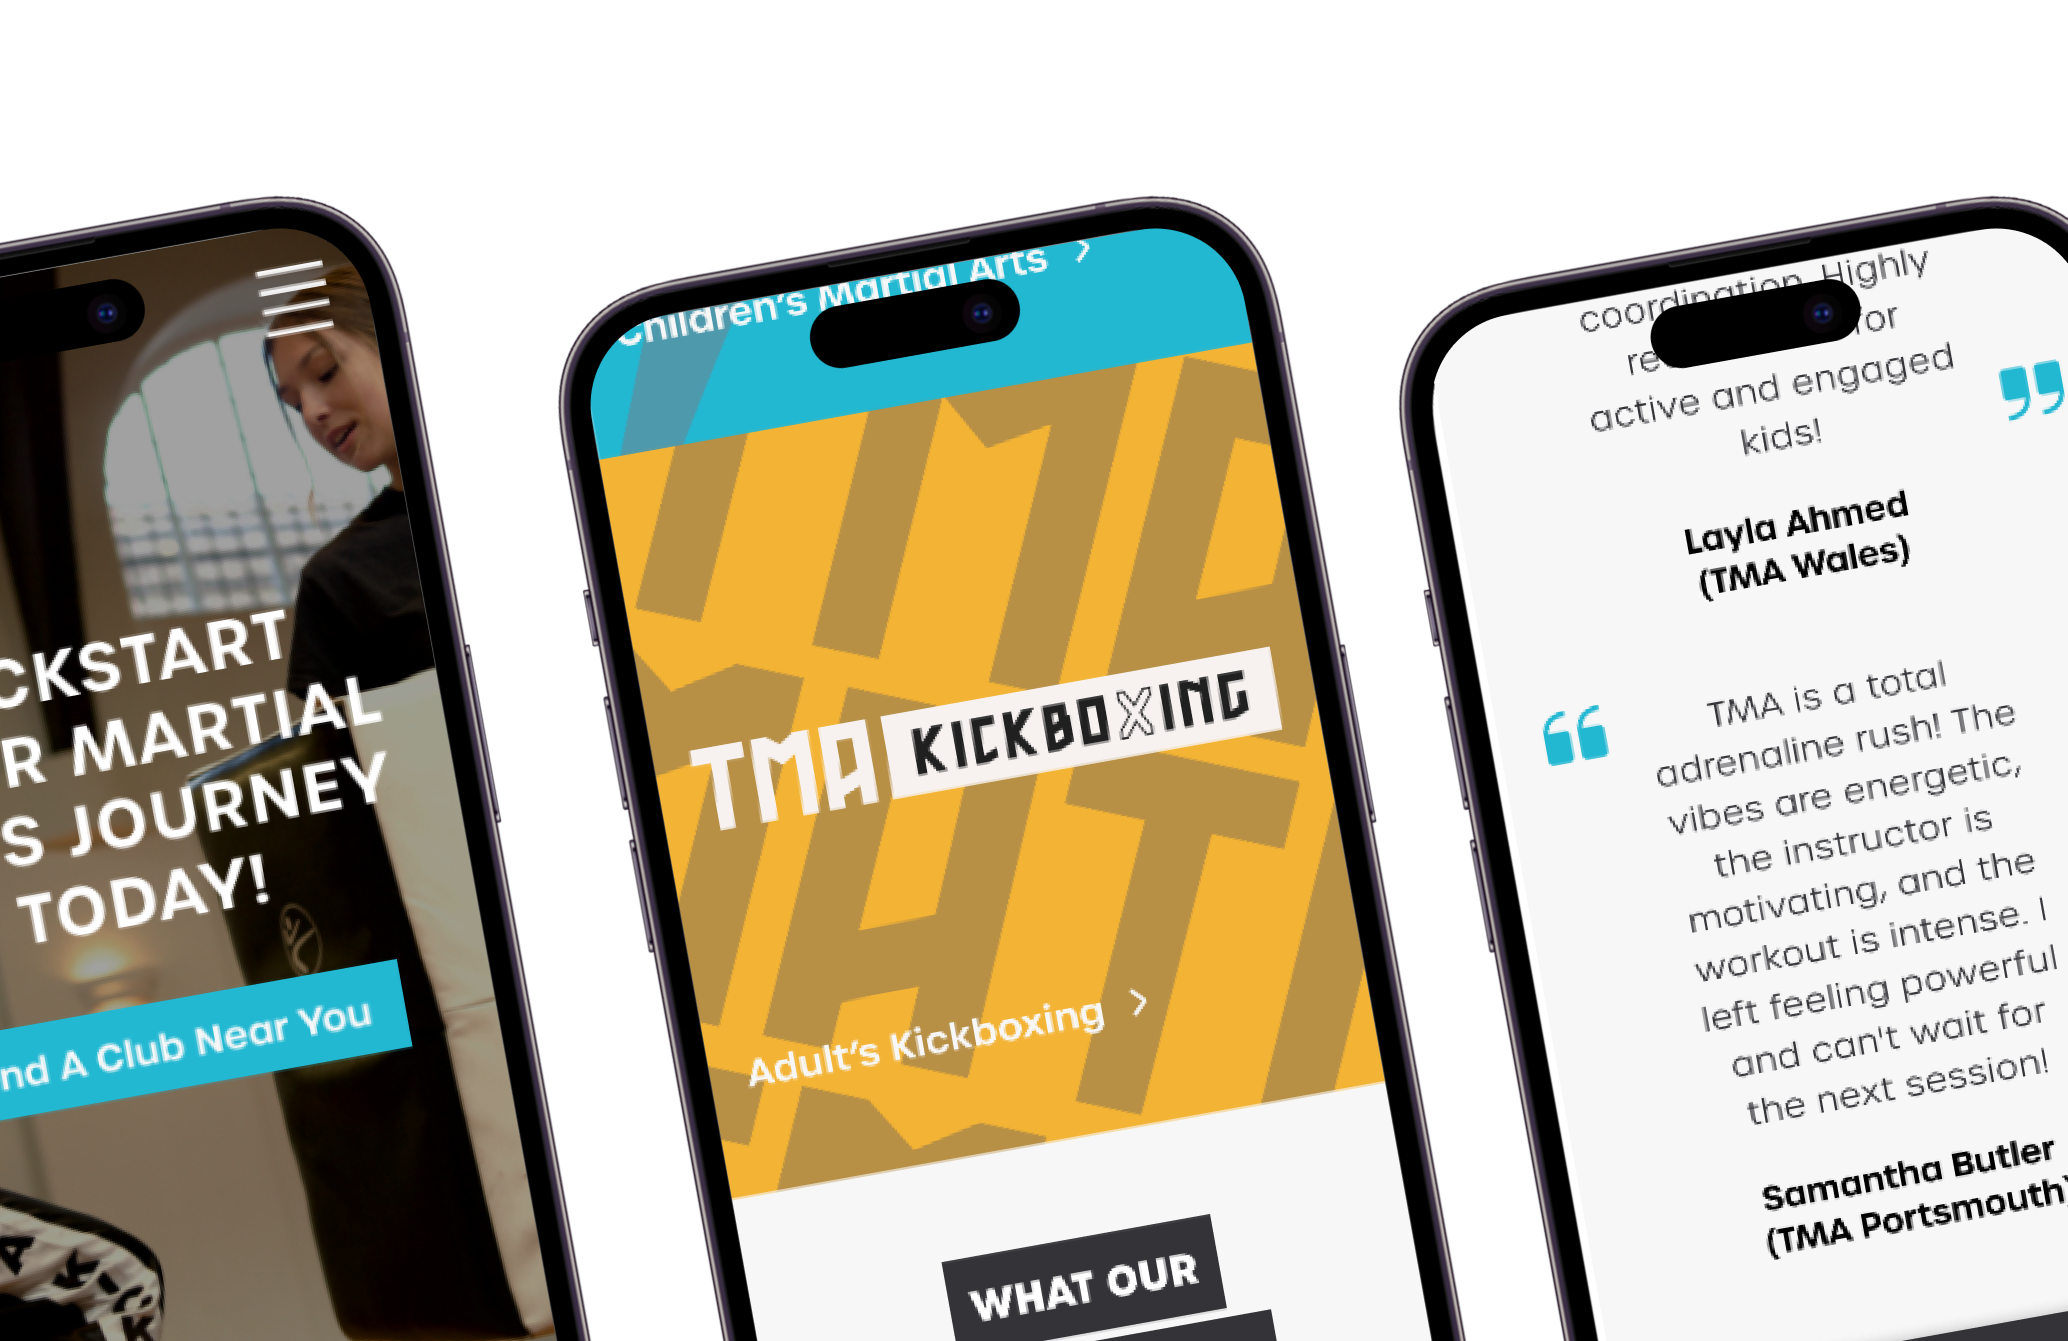 CKSTART
R MARTIAL
S JOURNEY
TODAY!
nd A Club Near You
Children's Martial Arts
TMA KICKBOXING
Adult's Kickboxing
WHAT OUR
coordination. Highly
for
active and engaged
kids!
Layla Ahmed
(TMA Wales)
TMA is a total
adrenaline rush! The
vibes are energetic,
the instructor is
motivating, and the
workout is intense. I
left feeling powerful
and can't wait for
the next session!
Samantha Butler
(TMA Portsmouth)